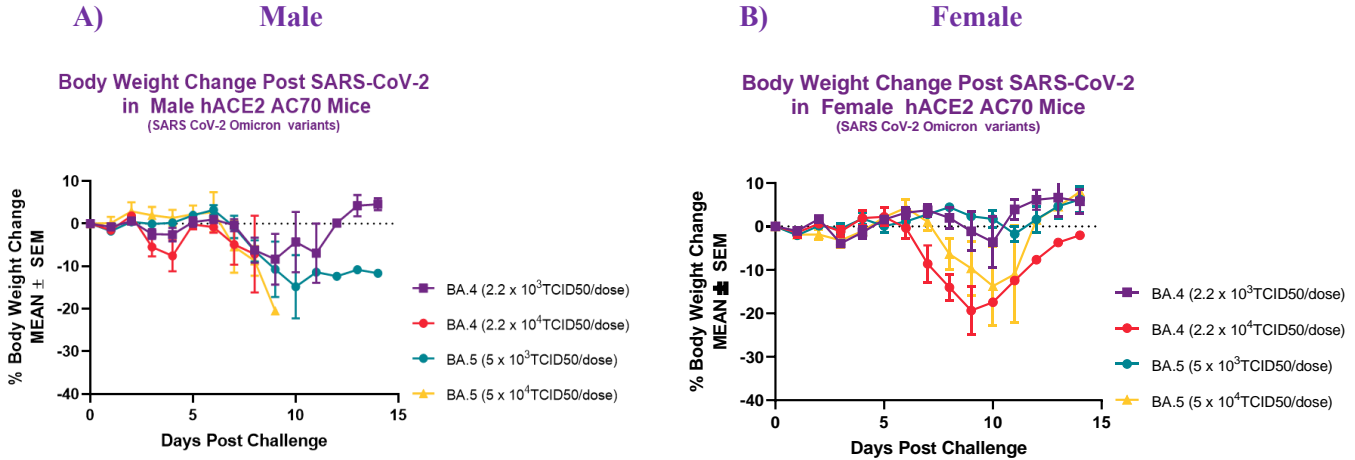 A) Male
Body Weight Change Post SARS-CoV-2
in Male hACE2 AC70 Mice
(SARS CoV-2 Omicron variants)
% Body Weight Change
MEAN ± SEM
10
0
-10
-20
-30
-40
0 5 10 15
Days Post Challenge
BA.4 (2.2 x 10³TCID50/dose)
BA.4 (2.2 x 10⁴TCID50/dose)
BA.5 (5 x 10³TCID50/dose)
BA.5 (5 x 10⁴TCID50/dose)
B) Female
Body Weight Change Post SARS-CoV-2
in Female hACE2 AC70 Mice
(SARS CoV-2 Omicron variants)
% Body Weight Change
MEAN SEM
10
0
-10
-20
-30
-40
0 5 10 15
Days Post Challenge
BA.4 (2.2 x 10³TCID50/dose)
BA.4 (2.2 x 10⁴TCID50/dose)
BA.5 (5 x 10³TCID50/dose)
BA.5 (5 x 10⁴TCID50/dose)